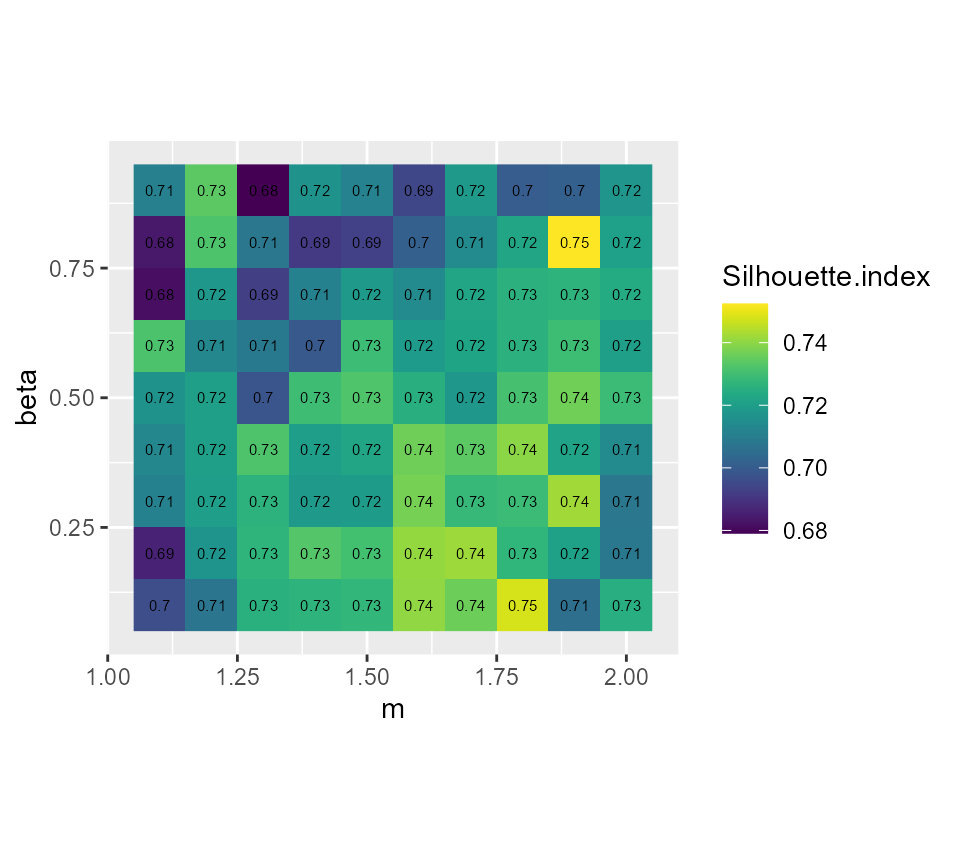 0.71 0.73 0.68 0.72 0.71 0.69 0.72 0.7 0.7 0.72
0.68 0.73 0.71 0.69 0.69 0.7 0.71 0.72 0.75 0.72
0.75
Silhouette.index
0.68 0.72 0.69 0.71 0.72 0.71 0.72 0.73 0.73 0.72
0.73 0.71 0.71 0.7 0.73 0.72 0.72 0.73 0.73 0.72
0.74
beta
0.50
0.72 0.72 0.7 0.73 0.73 0.73 0.72 0.73 0.74 0.73
0.72
0.71 0.72 0.73 0.72 0.72 0.74 0.73 0.74 0.72 0.71
0.70
0.71 0.72 0.73 0.72 0.72 0.74 0.73 0.73 0.74 0.71
0.25
0.68
0.69 0.72 0.73 0.73 0.73 0.74 0.74 0.73 0.72 0.71
0.7 0.71 0.73 0.73 0.73 0.74 0.74 0.75 0.71 0.73
1.00 1.25 1.50 1.75 2.00
m